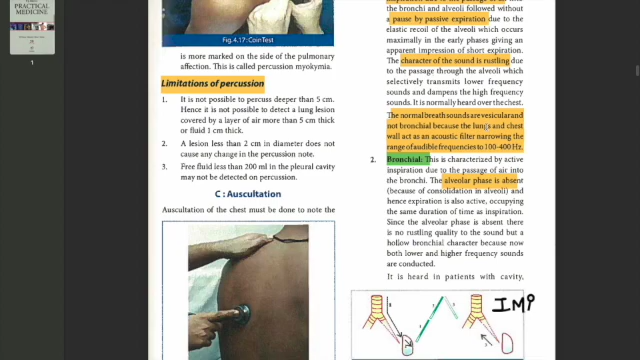 PRACTICAL
MEDICINE
1
Fig.4.17: Coin Test
is more marked on the side of the pulmonary
affection. This is called percussion myokymia.
Limitations of percussion
1. It is not possible to percuss deeper than 5 cm.
Hence it is not possible to detect a lung lesion
covered by a layer of air more than 5 cm thick
or fluid 1 cm thick.
2. A lesion less than 2 cm in diameter does not
cause any change in the percussion note.
3. Free fluid less than 200 ml in the pleural cavity
may not be detected on percussion.
C : Auscultation
Auscultation of the chest must be done to note the
the bronchi and alveoli followed without
a pause by passive expiration due to the
elastic recoil of the alveoli which occurs
maximally in the early phases giving an
apparent impression of short expiration.
The character of the sound is rustling due
to the passage through the alveoli which
selectively transmits lower frequency
sounds and dampens the high frequency
sounds. It is normally heard over the chest.
The normal breath sounds are vesicular and
not bronchial because the lungs and chest
wall act as an acoustic filter narrowing the
range of audible frequencies to 100-400 Hz.
2. Bronchial: This is characterized by active
inspiration due to the passage of air into
the bronchi. The alveolar phase is absent
(because of consolidation in alveoli) and
hence expiration is also active, occupying
the same duration of time as inspiration.
Since the alveolar phase is absent there
is no rustling quality to the sound but
a hollow bronchial character because now
both lower and higher frequency sounds
are conducted.
It is heard in patients with cavity,
IMP